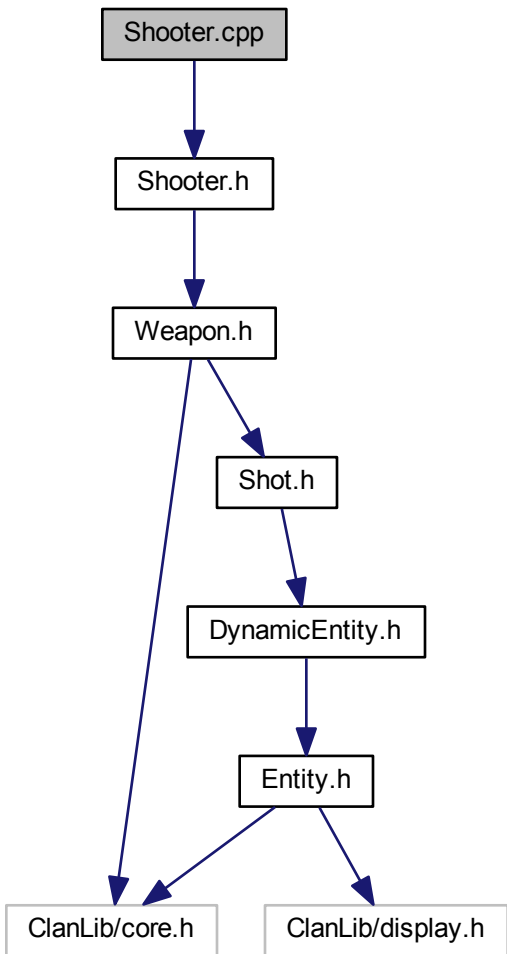 Shooter.cpp
Shooter.h
Weapon.h
Shot.h
DynamicEntity.h
Entity.h
ClanLib/core.h
ClanLib/display.h